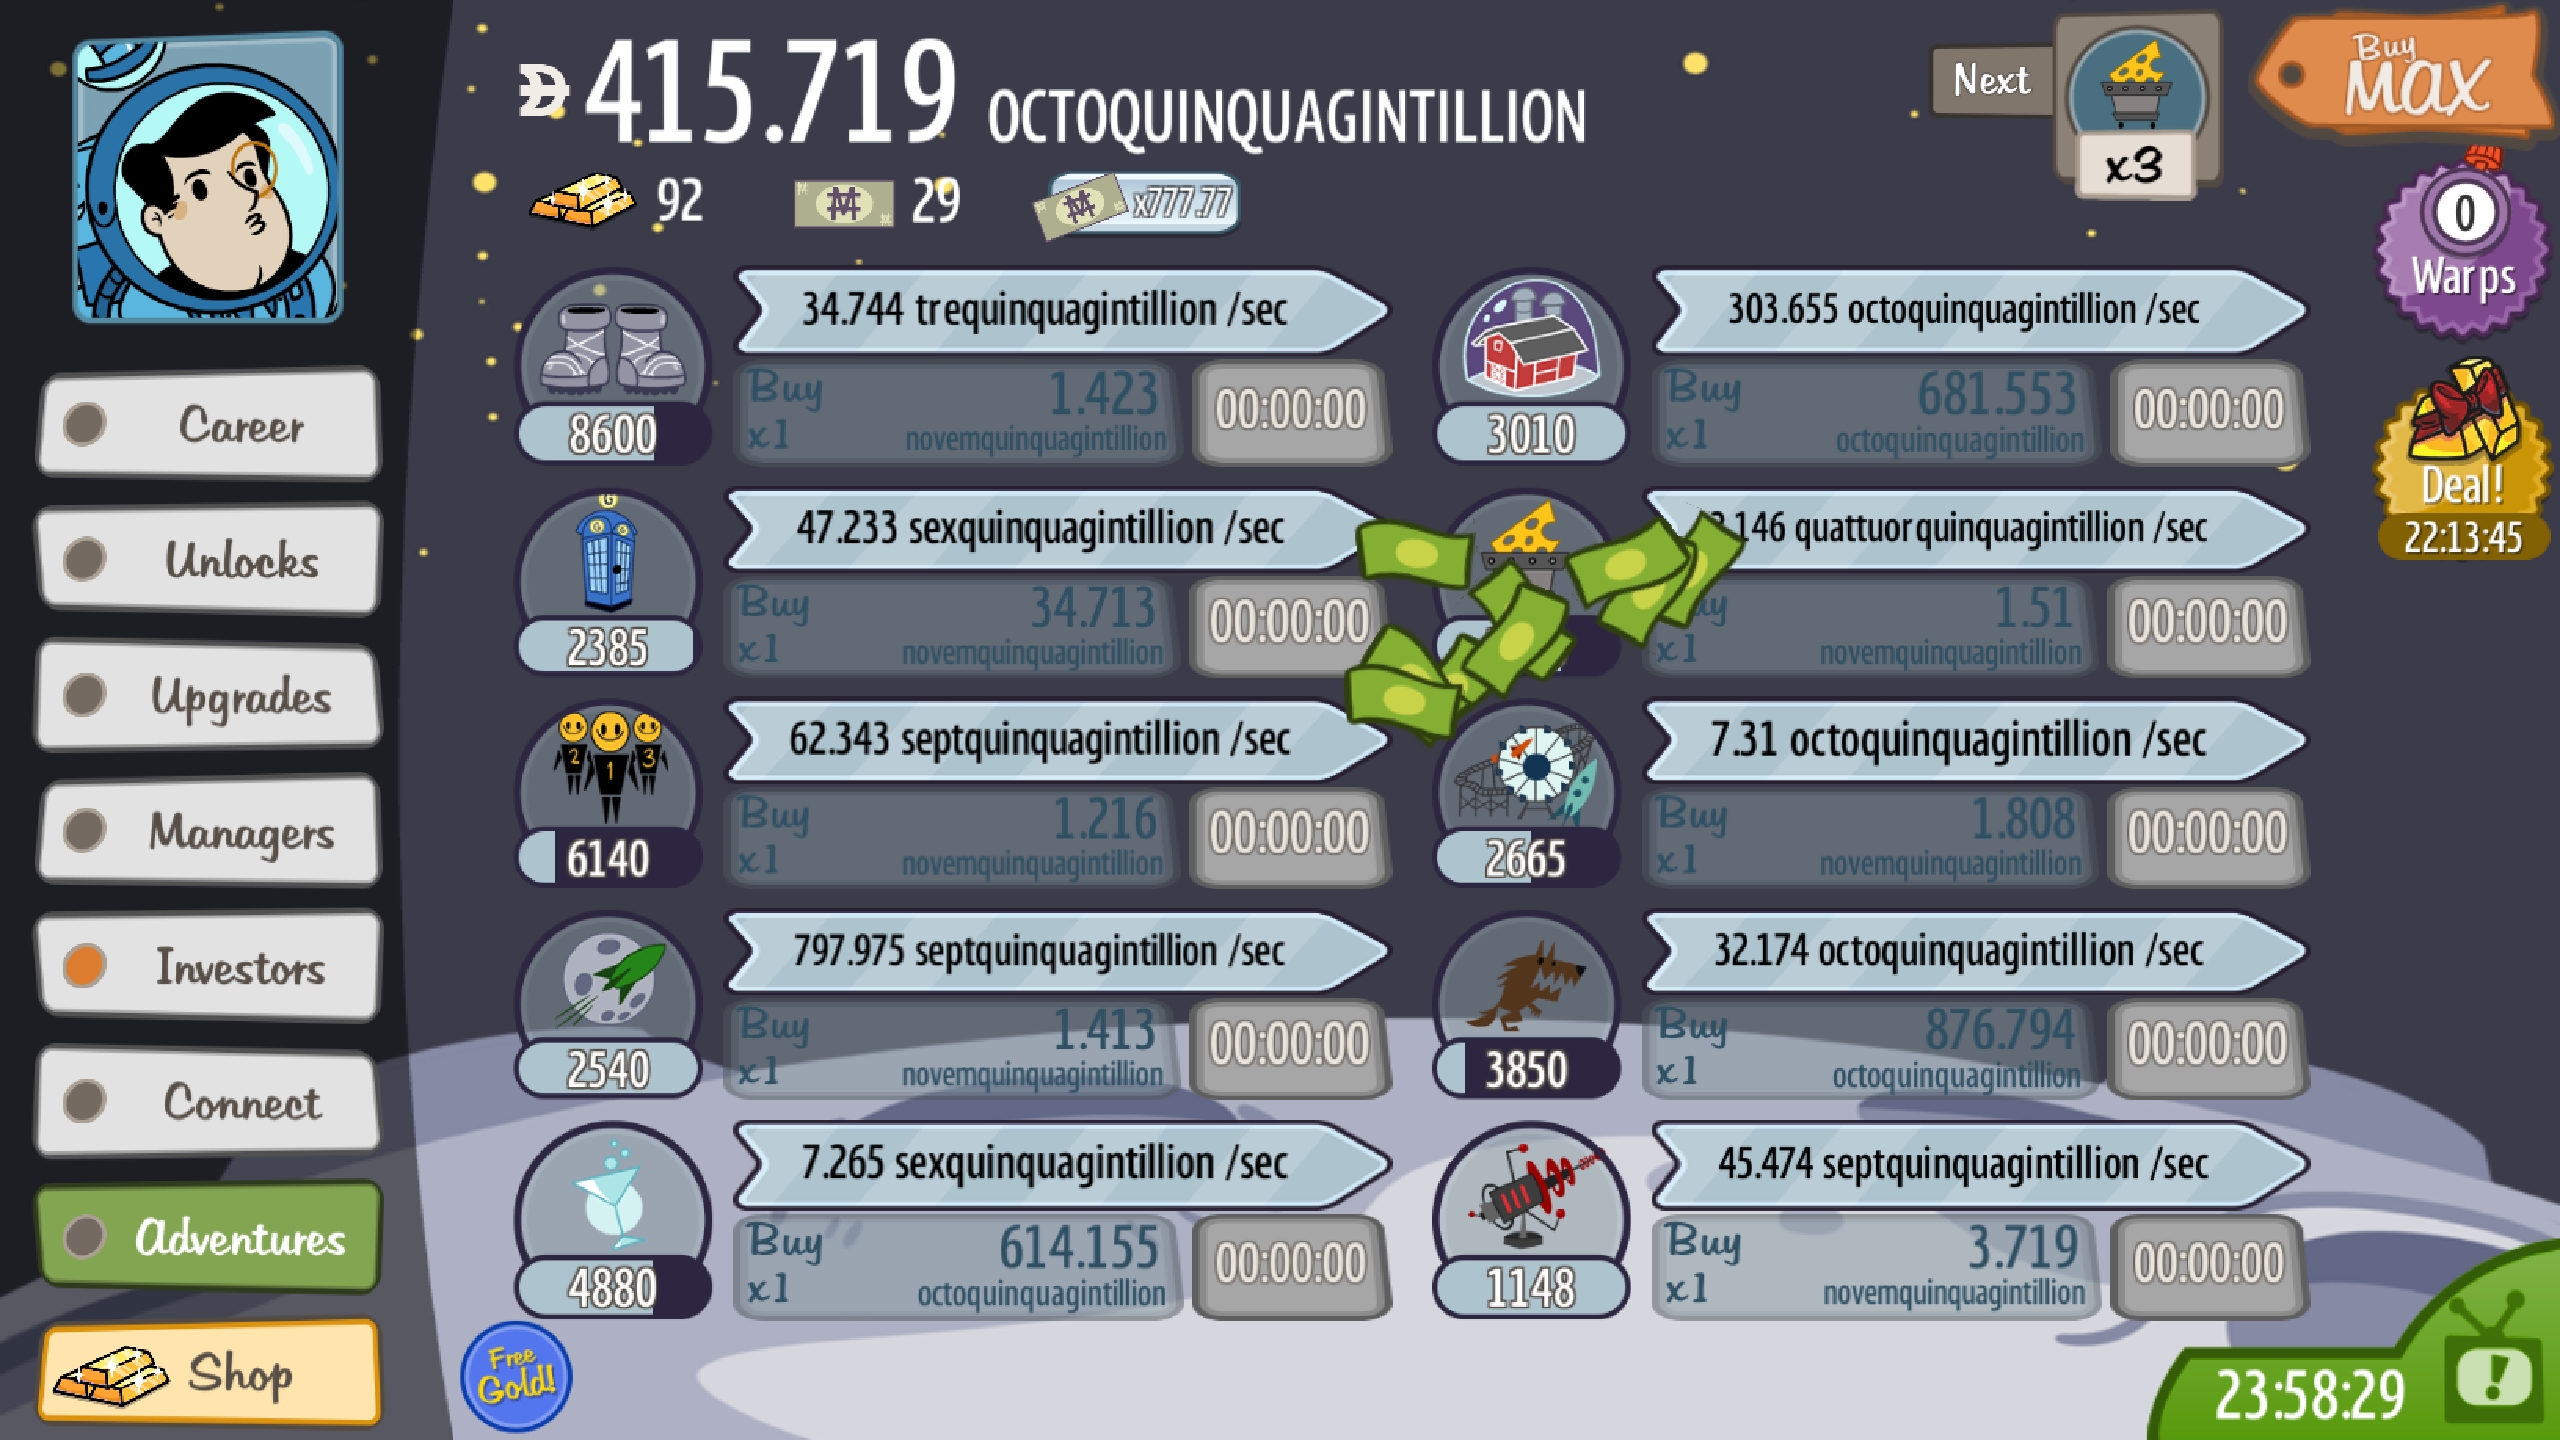 415.719 OCTOQUINQUAGINTILLION
Next
x3
Buy
MAX
92
29
x777.77
0
Warps
Deal!
22:13:45
Career
Unlocks
Upgrades
Managers
Investors
Connect
Adventures
Shop
34.744 trequinquagintillion /sec
8600
Buy
x1
1.423
novemquinquagintillion
00:00:00
303.655 octoquinquagintillion /sec
3010
Buy
x1
681.553
octoquinquagintillion
00:00:00
47.233 sexquinquagintillion /sec
2385
Buy
x1
34.713
novemquinquagintillion
00:00:00
quattuorquinquagintillion /sec
x1
1.51
novemquinquagintillion
00:00:00
62.343 septquinquagintillion /sec
2
1
3
6140
Buy
x1
1.216
novemquinquagintillion
00:00:00
7.31 octoquinquagintillion /sec
2665
Buy
x1
1.808
novemquinquagintillion
00:00:00
797.975 septquinquagintillion /sec
2540
Buy
x1
1.413
novemquinquagintillion
00:00:00
32.174 octoquinquagintillion /sec
3850
Buy
x1
876.794
octoquinquagintillion
00:00:00
7.265 sexquinquagintillion /sec
4880
Buy
x1
614.155
octoquinquagintillion
00:00:00
45.474 septquinquagintillion /sec
1148
Buy
x1
3.719
novemquinquagintillion
00:00:00
Free
Gold!
23:58:29